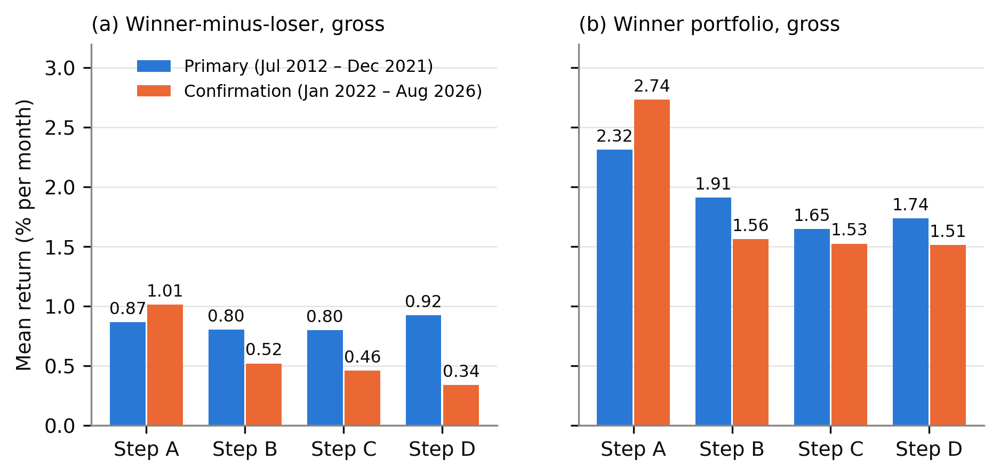 (a) Winner-minus-loser, gross
Primary (Jul 2012 – Dec 2021)
Confirmation (Jan 2022 – Aug 2026)
Mean return (% per month)
3.0
2.5
2.0
1.5
1.0
0.5
0.0
0.87
1.01
0.80
0.52
0.80
0.46
0.92
0.34
Step A
Step B
Step C
Step D
(b) Winner portfolio, gross
2.32
2.74
1.91
1.56
1.65
1.53
1.74
1.51
Step A
Step B
Step C
Step D